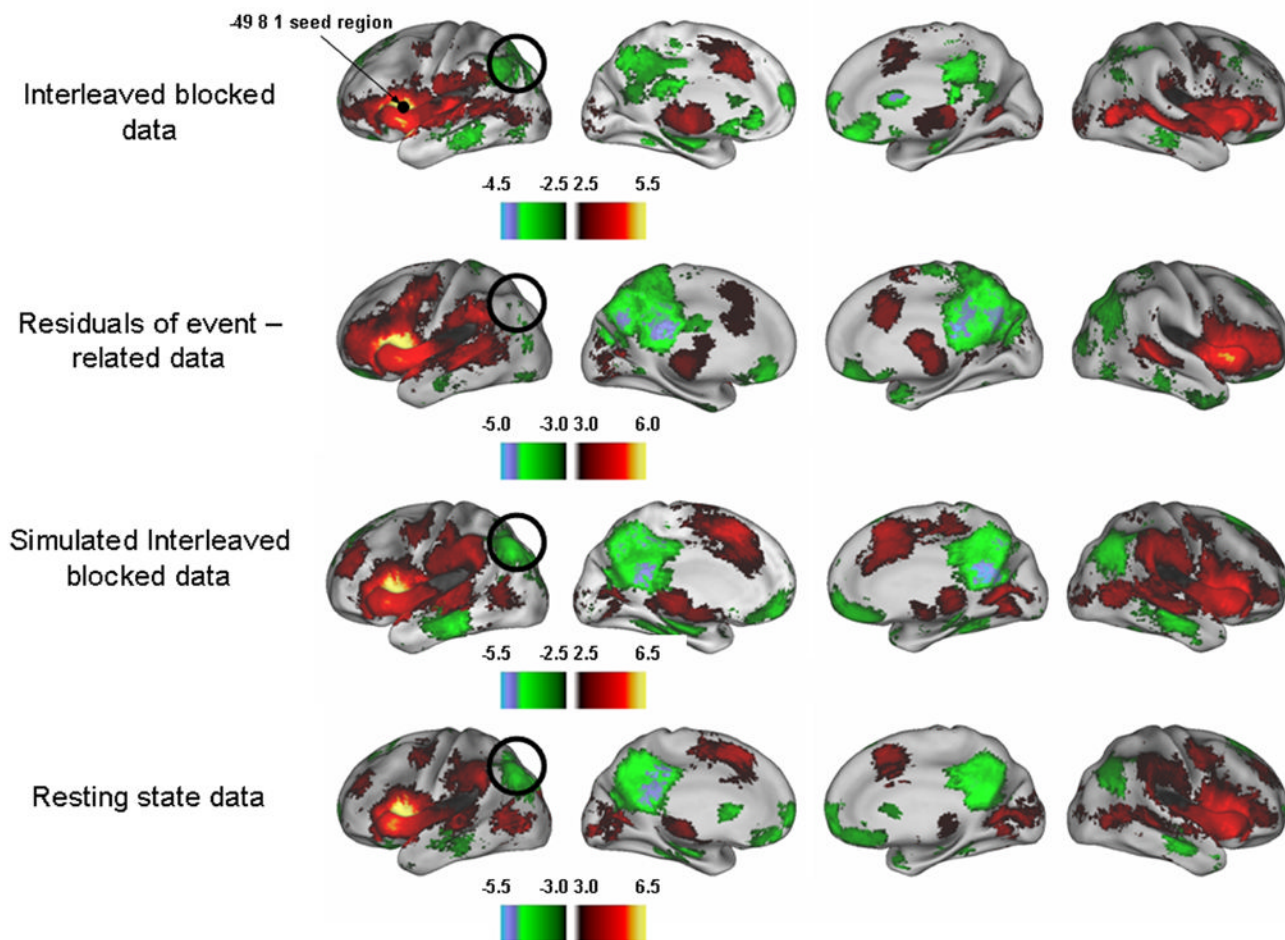 -49 8 1 seed region
Interleaved blocked
data
-4.5 -2.5 2.5 5.5
Residuals of event –
related data
-5.0 -3.0 3.0 6.0
Simulated Interleaved
blocked data
-5.5 -2.5 2.5 6.5
Resting state data
-5.5 -3.0 3.0 6.5